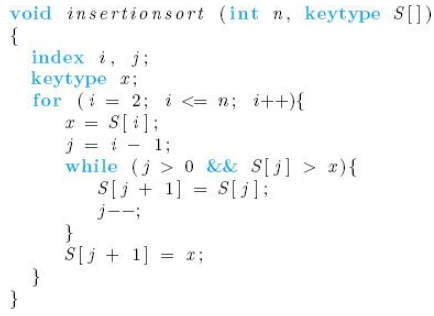 void insertionsort (int n, keytype S[])
{
index i, j;
keytype x;
for (i = 2; i <= n; i++){
x = S[i];
j = i - 1;
while (j > 0 && S[j] > x){
S[j + 1] = S[j];
j--;
}
S[j + 1] = x;
}
}